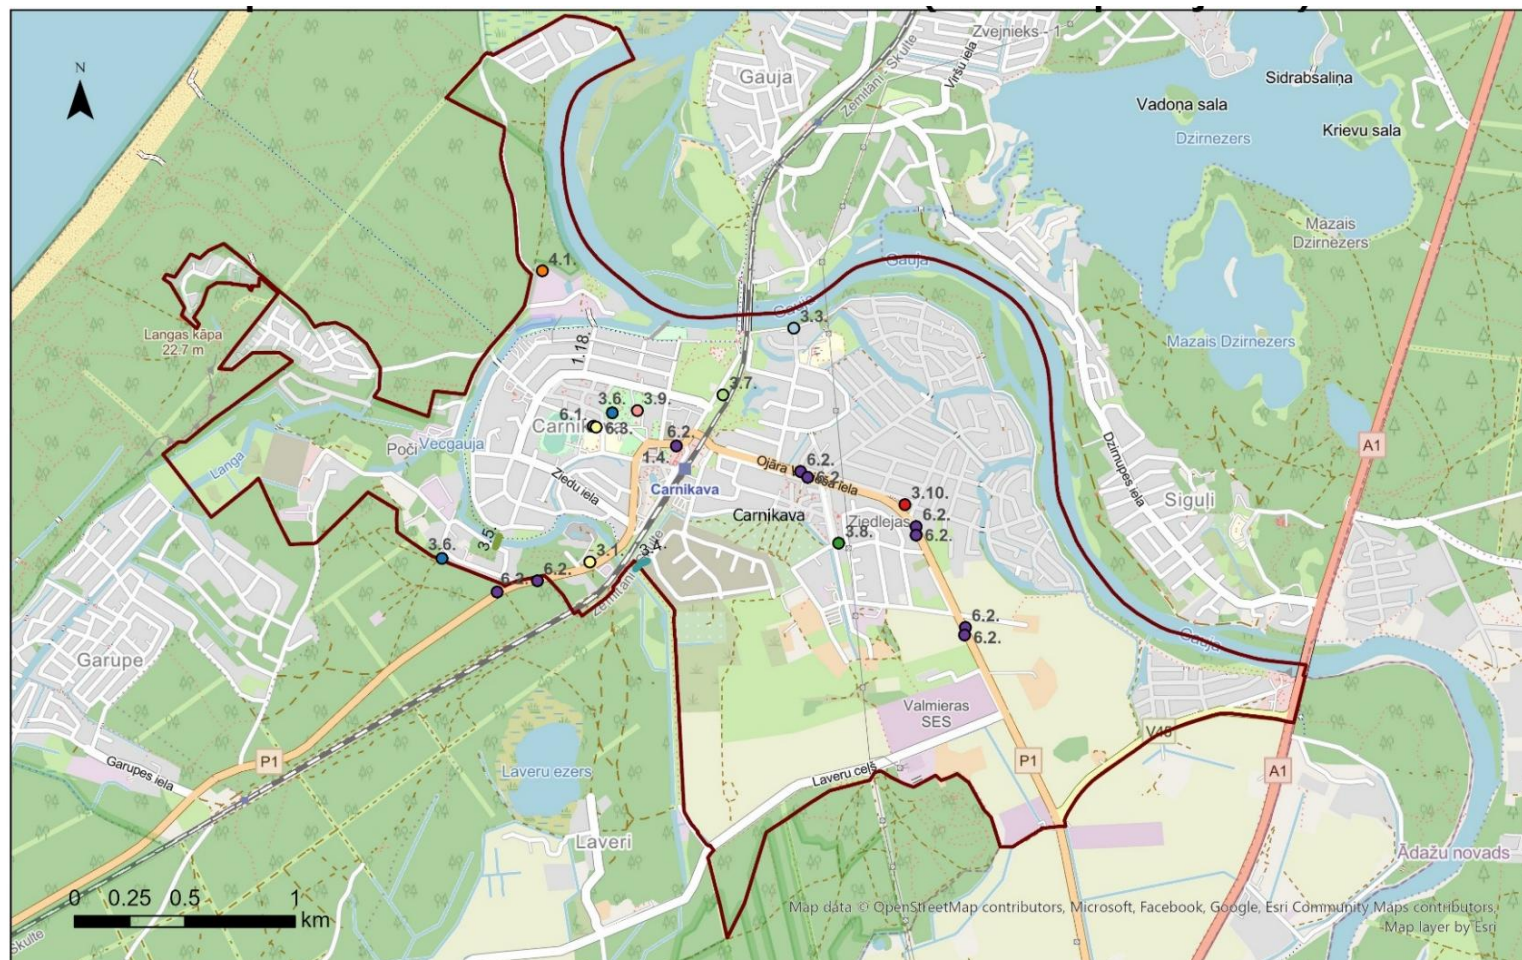 N
Zvejnieks - 1
Gauja
Zemitāni - Skulte
Viršu iela
Sidrabsaliņa
Vadoņa sala
Krievu sala
Dzirnezers
Mazais
Dzirnezers
4.1.
Gauja
Gauja
Langas kāpa
22.7 m
3.3.
1.18.
Mazais Dzirnezers
3.7.
3.6.
3.9.
6.1.
6.3.
6.2.
1.4.
Poči
Vecgauja
Langa
A1
Dzirnupes iela
Ziedu iela
Carnikava
6.2.
6.2.
Siguļi
3.10.
Carnikava
Ziedlejas
6.2.
6.2.
3.8.
3.5.
3.6.
3.1.
3.4.
6.2.
6.2.
6.2.
6.2.
Gauja
Garupe
Valmieras
SES
V48
P1
P1
Garupes iela
Laveru ezers
Laveru ceļš
A1
Laveri
Ādažu novads
0 0.25 0.5 1
km
Map data © OpenStreetMap contributors, Microsoft, Facebook, Google, Esri Community Maps contributors,
Map layer by Esri
Skulte